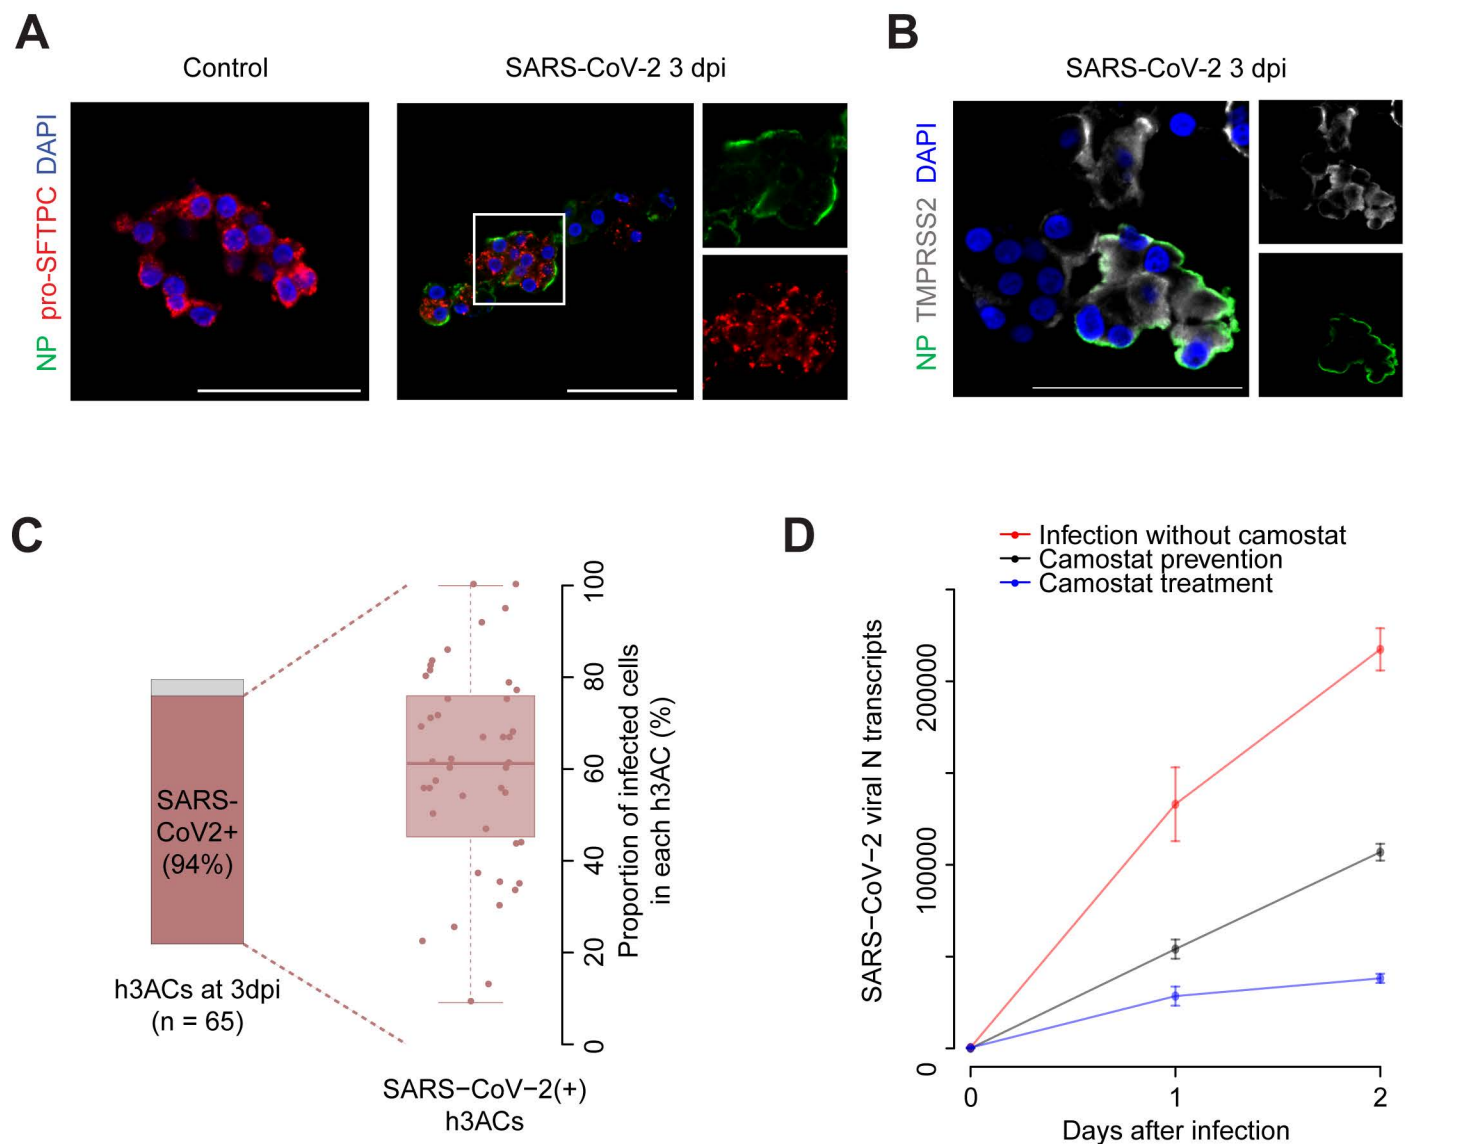 A
Control
SARS-CoV-2 3 dpi
NP pro-SFTPC DAPI
B
SARS-CoV-2 3 dpi
NP TMPRSS2 DAPI
C
SARS-
CoV2+
(94%)
h3ACs at 3dpi
(n = 65)
100
80
60
40
20
0
Proportion of infected cells
in each h3AC (%)
SARS−CoV−2(+)
h3ACs
D
Infection without camostat
Camostat prevention
Camostat treatment
SARS−CoV−2 viral N transcripts
200000
100000
0
0
1
2
Days after infection